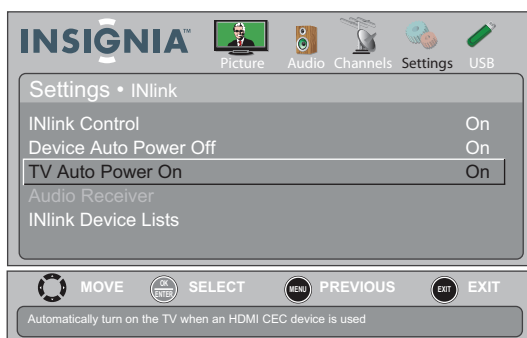 INSIGNIA™
Picture Audio Channels Settings USB
Settings • INlink
INlink Control On
Device Auto Power Off On
TV Auto Power On On
Audio Receiver
INlink Device Lists
MOVE OK ENTER SELECT MENU PREVIOUS EXIT EXIT
Automatically turn on the TV when an HDMI CEC device is used